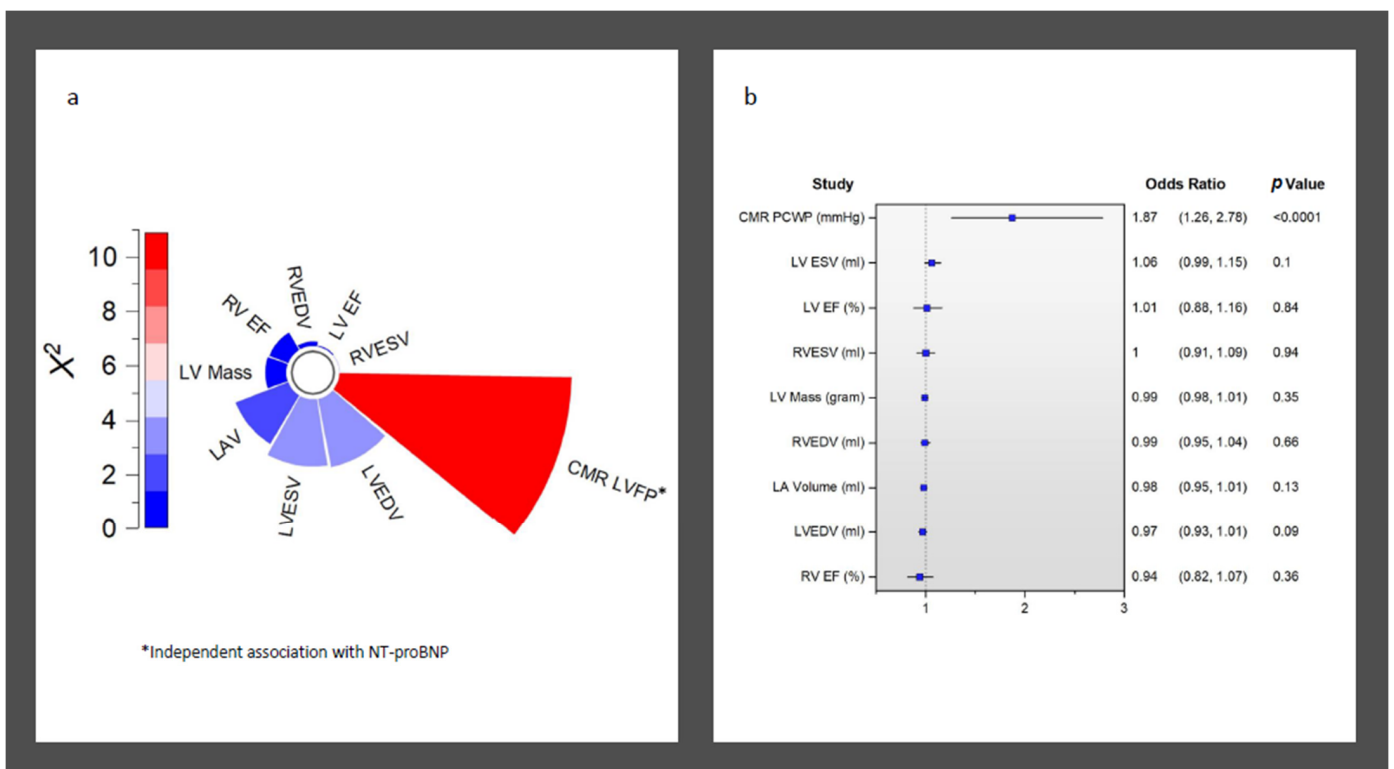 a
10
8
6
4
2
0
X²
RVEDV
LV EF
RV EF
RVESV
LV Mass
LAV
LVESV
LVEDV
CMR LVFP*
*Independent association with NT-proBNP
b
Study Odds Ratio p Value
CMR PCWP (mmHg) 1.87 (1.26, 2.78) <0.0001
LV ESV (ml) 1.06 (0.99, 1.15) 0.1
LV EF (%) 1.01 (0.88, 1.16) 0.84
RVESV (ml) 1 (0.91, 1.09) 0.94
LV Mass (gram) 0.99 (0.98, 1.01) 0.35
RVEDV (ml) 0.99 (0.95, 1.04) 0.66
LA Volume (ml) 0.98 (0.95, 1.01) 0.13
LVEDV (ml) 0.97 (0.93, 1.01) 0.09
RV EF (%) 0.94 (0.82, 1.07) 0.36
1 2 3